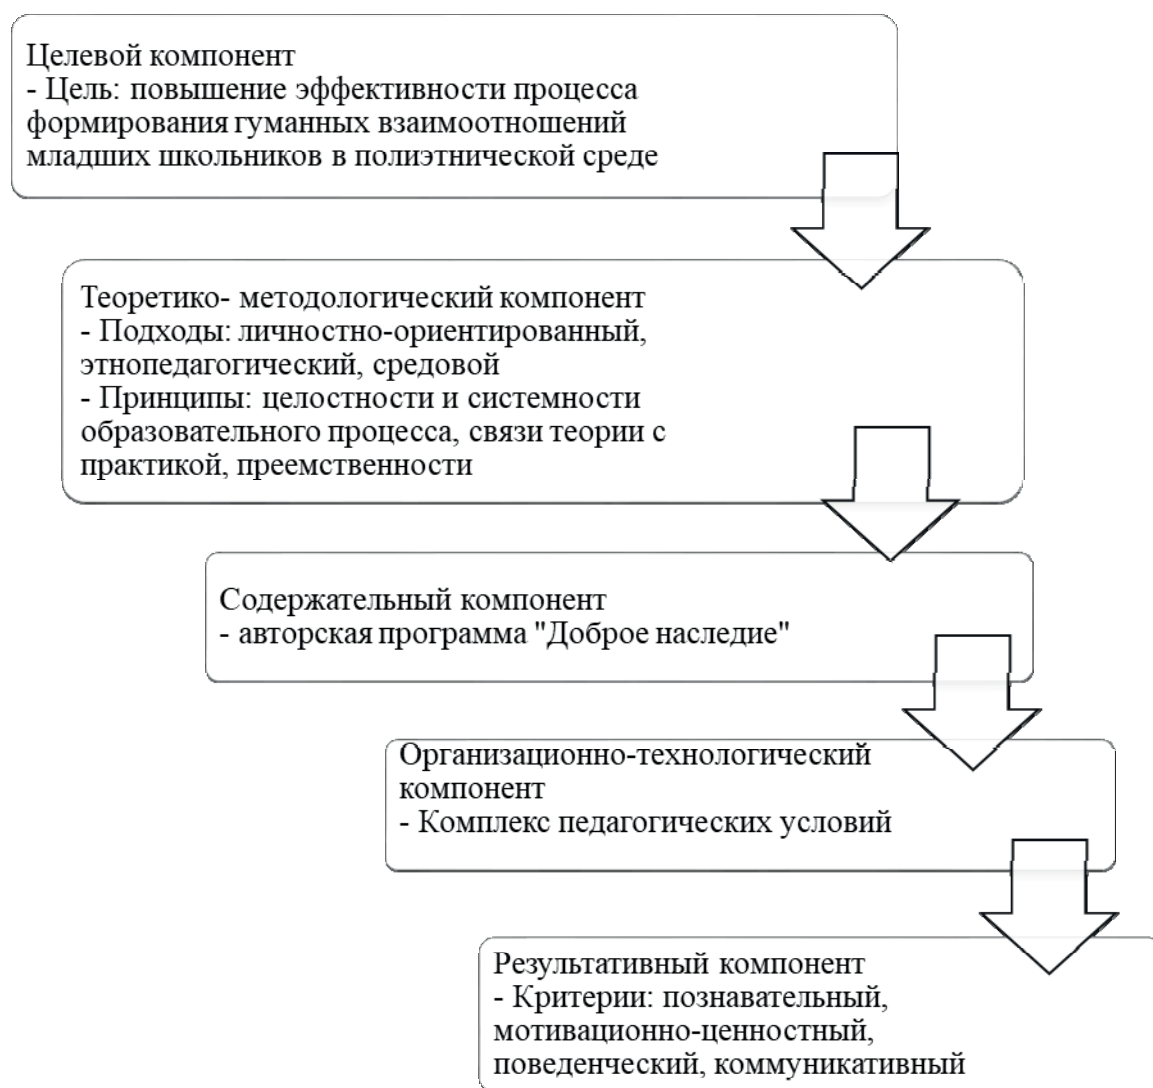 Целевой компонент
- Цель: повышение эффективности процесса
формирования гуманных взаимоотношений
младших школьников в полиэтнической среде
Теоретико- методологический компонент
- Подходы: личностно-ориентированный,
этнопедагогический, средовой
- Принципы: целостности и системности
образовательного процесса, связи теории с
практикой, преемственности
Содержательный компонент
- авторская программа "Доброе наследие"
Организационно-технологический
компонент
- Комплекс педагогических условий
Результативный компонент
- Критерии: познавательный,
мотивационно-ценностный,
поведенческий, коммуникативный